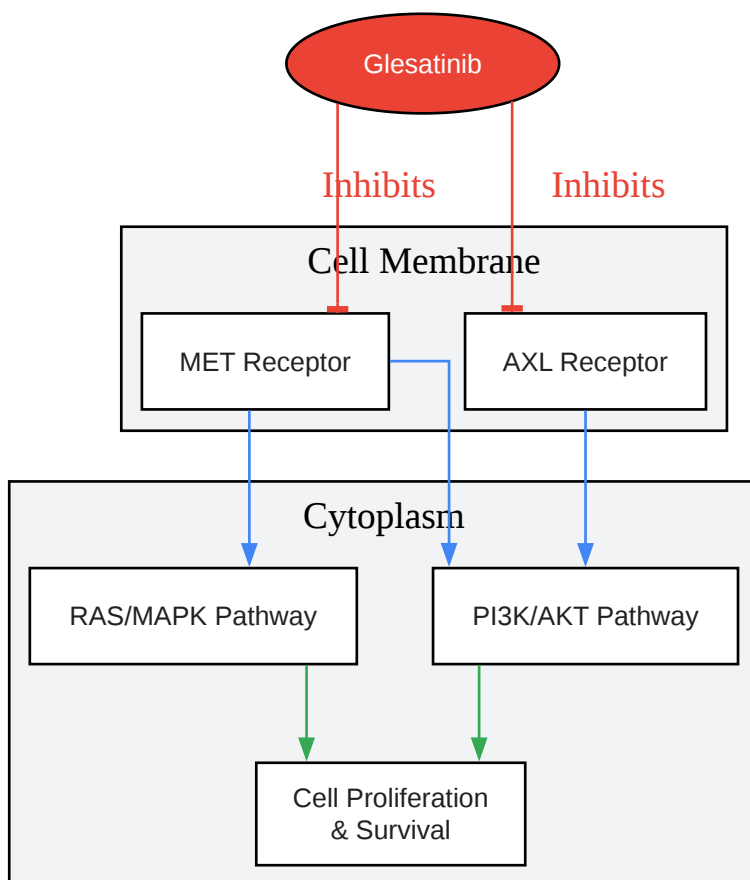 Glesatinib
Inhibits
Inhibits
Cell Membrane
MET Receptor
AXL Receptor
Cytoplasm
RAS/MAPK Pathway
PI3K/AKT Pathway
Cell Proliferation
& Survival